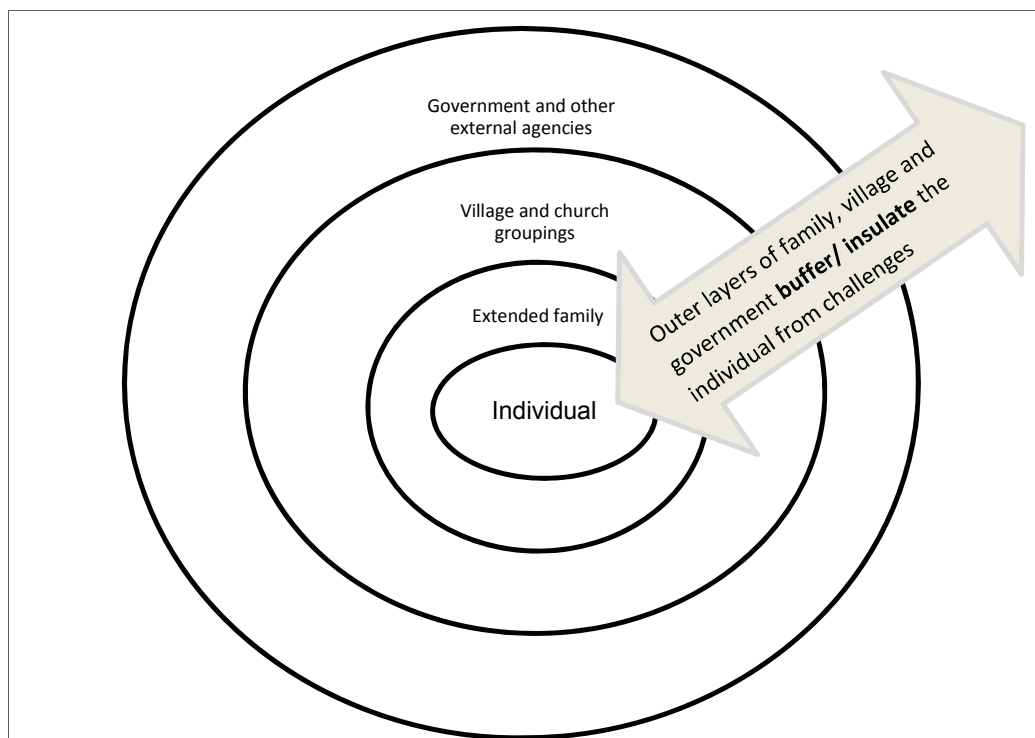 Government and other
external agencies
Village and church
groupings
Extended family
Individual
Outer layers of family, village and
government buffer/ insulate the
individual from challenges